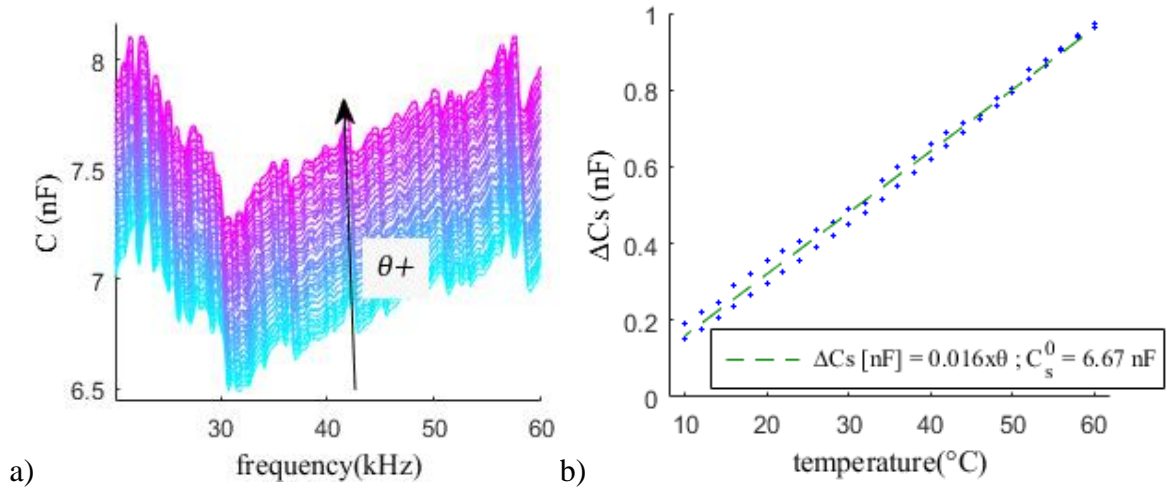 8
7.5
7
6.5
C (nF)
θ+
30 40 50 60
frequency(kHz)
a)
1
0.8
0.6
0.4
0.2
0
ΔCs (nF)
ΔCs [nF] = 0.016xθ ; C_s^0 = 6.67 nF
10 20 30 40 50 60
temperature(°C)
b)